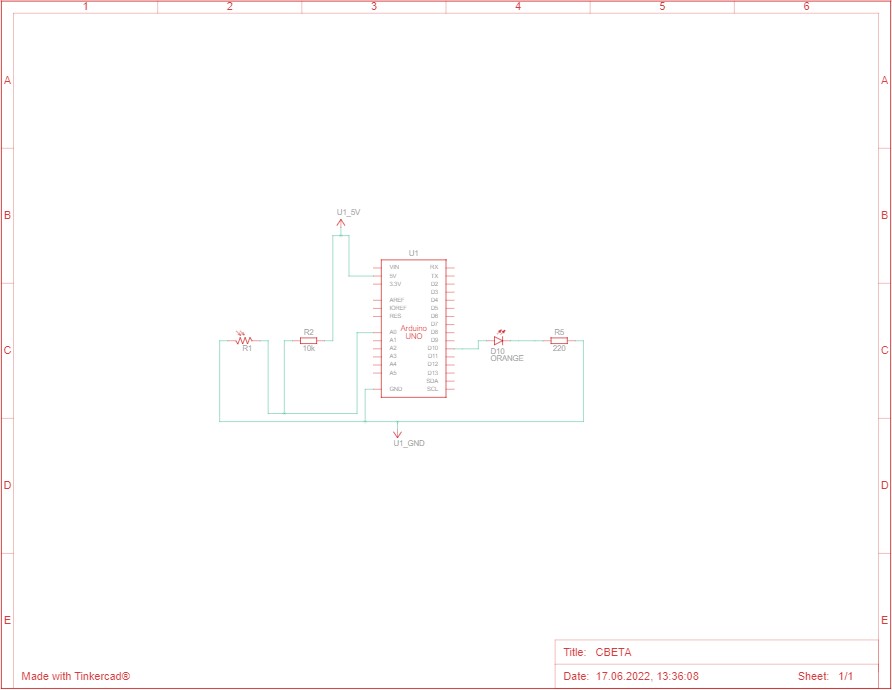 1 2 3 4 5 6
A A
B B
C C
D D
E E
U1_5V
U1
VIN RX
5V TX
3.3V D2
D3
AREF D4
IOREF D5
RES D6
D7
A0 D8
A1 D9
A2 D10
A3 D11
A4 D12
A5 D13
SDA
GND SCL
Arduino
UNO
R1
R2
10k
D10
ORANGE
R5
220
U1_GND
Title: CBETA
Date: 17.06.2022, 13:36:08 Sheet: 1/1
Made with Tinkercad®